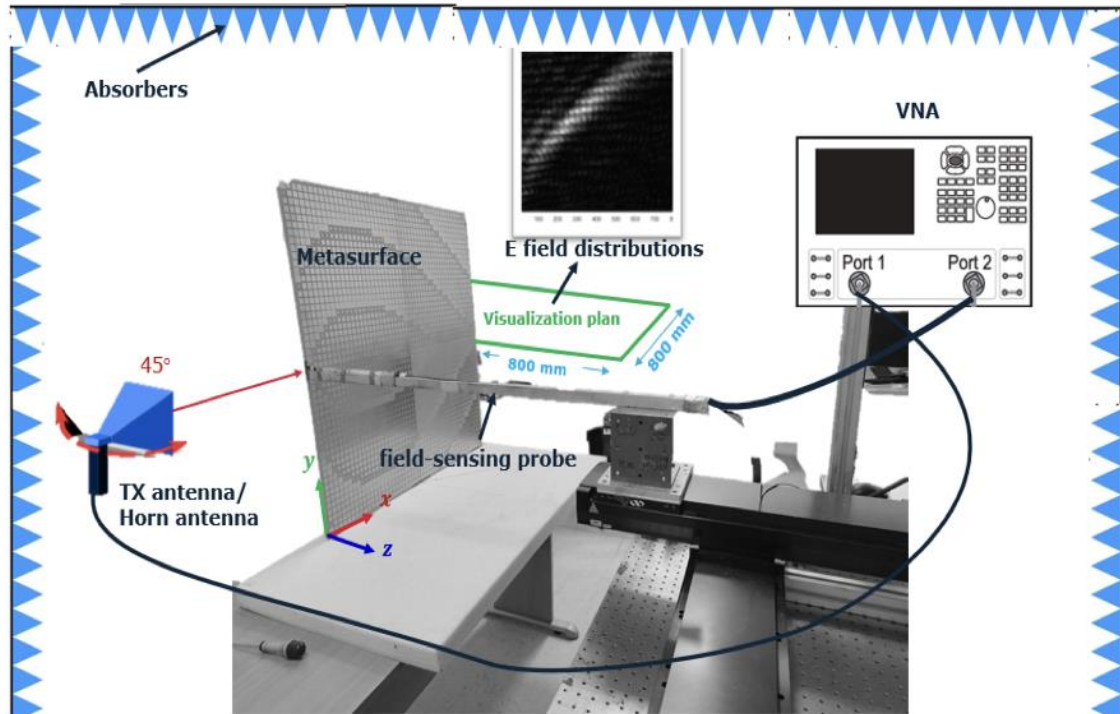 Absorbers
VNA
Port 1
Port 2
E field distributions
Metasurface
Visualization plan
800 mm
800 mm
45°
field-sensing probe
TX antenna/
Horn antenna
y
x
z